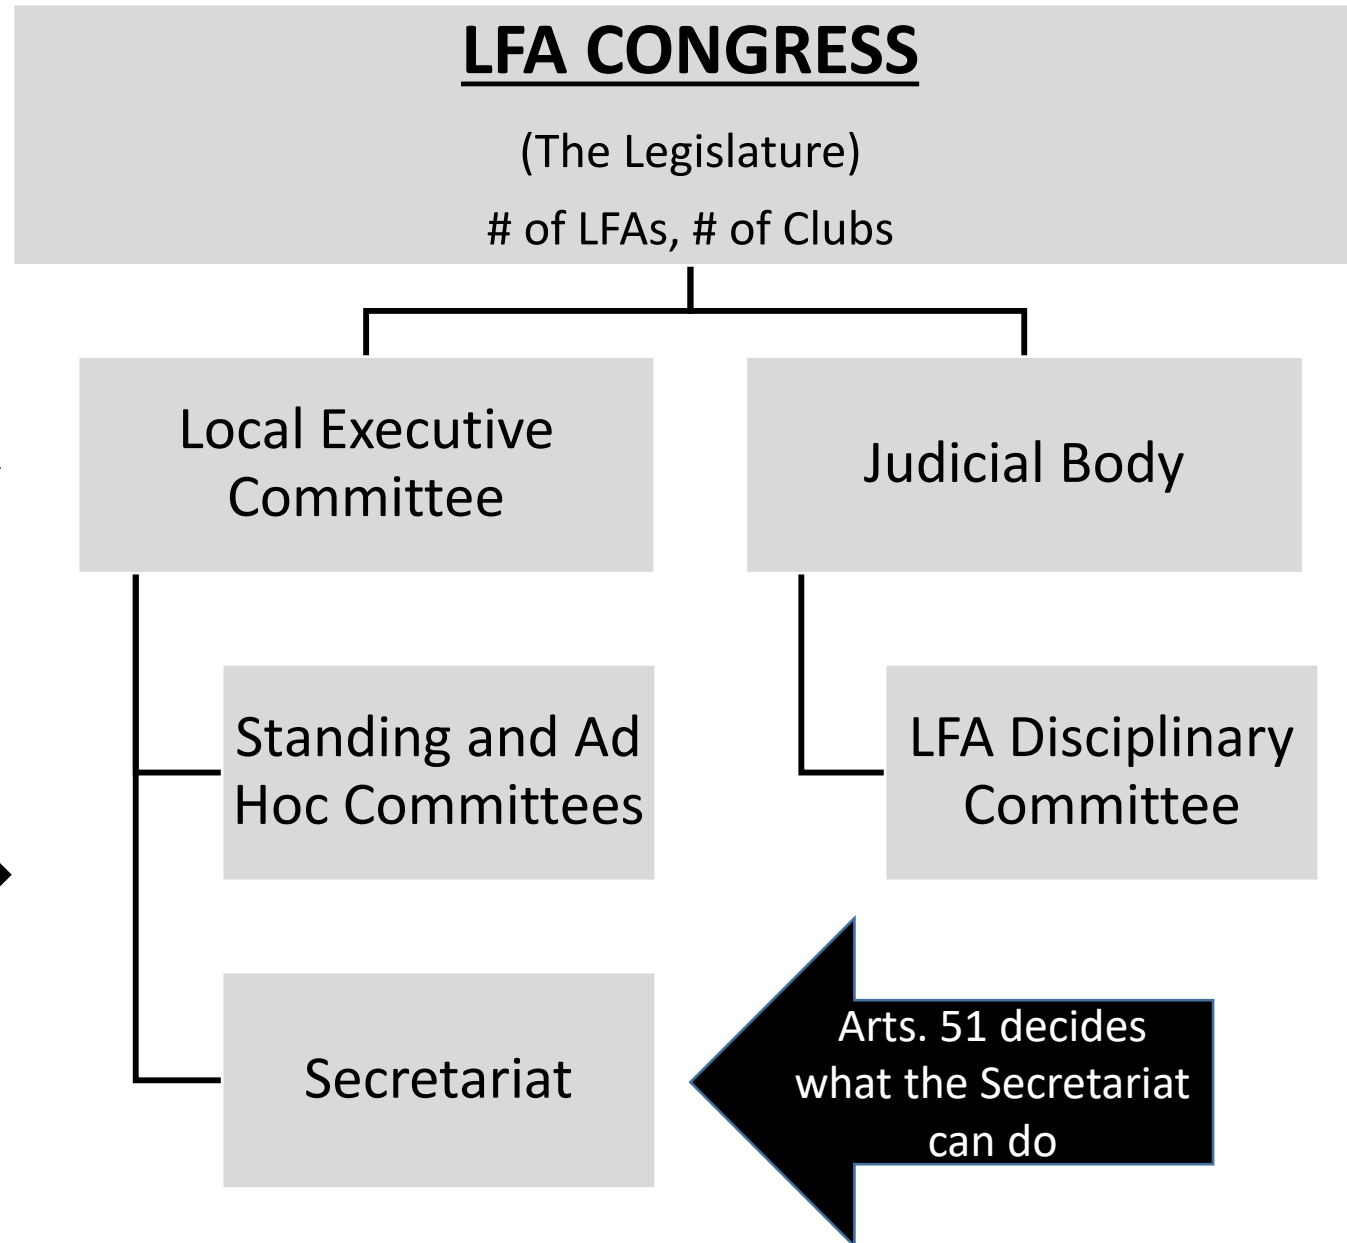 LFA CONGRESS
(The Legislature)
# of LFAs, # of Clubs
Local Executive
Committee
Judicial Body
Standing and Ad
Hoc Committees
LFA Disciplinary
Committee
Secretariat
Arts. 51 decides
what the Secretariat
can do